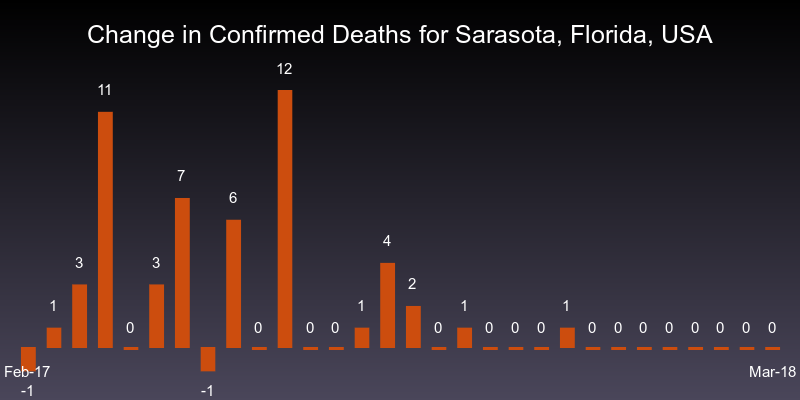 Change in Confirmed Deaths for Sarasota, Florida, USA
-1 1 3 11 0 3 7 -1 6 0 12 0 0 1 4 2 0 1 0 0 0 1 0 0 0 0 0 0 0 0
Feb-17 Mar-18